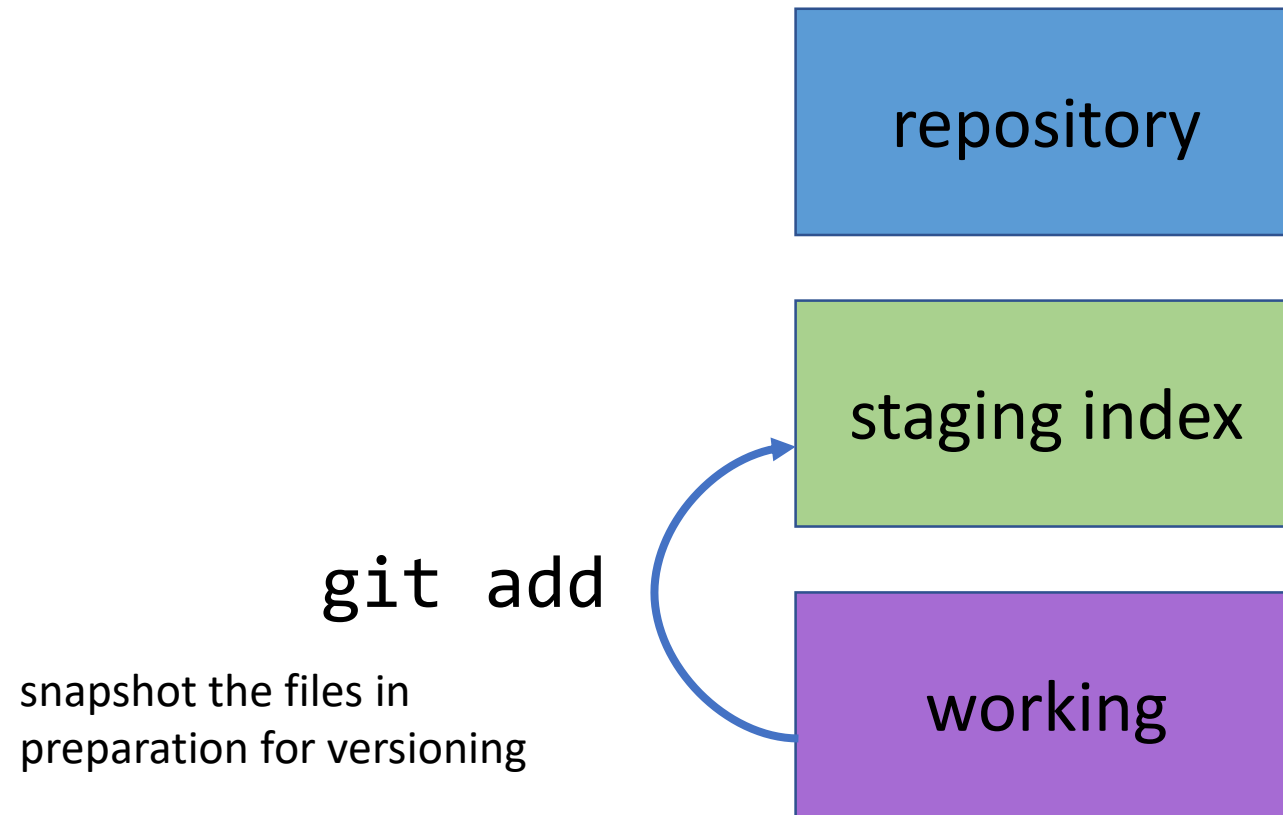 repository
staging index
git add
working
snapshot the files in
preparation for versioning